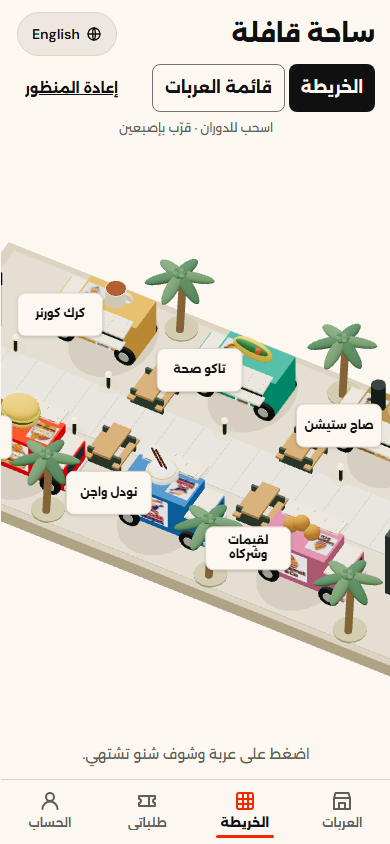 ساحة قافلة
English
الخريطة
قائمة العربات
إعادة المنظور
اسحب للدوران · قرّب بإصبعين
كرك كورنر
تاكو صحة
صاج ستيشن
نودل واجن
لقيمات
وشركاه
اضغط على عربة وشوف شنو تشتهي.
العربات
الخريطة
طلباتي
الحساب